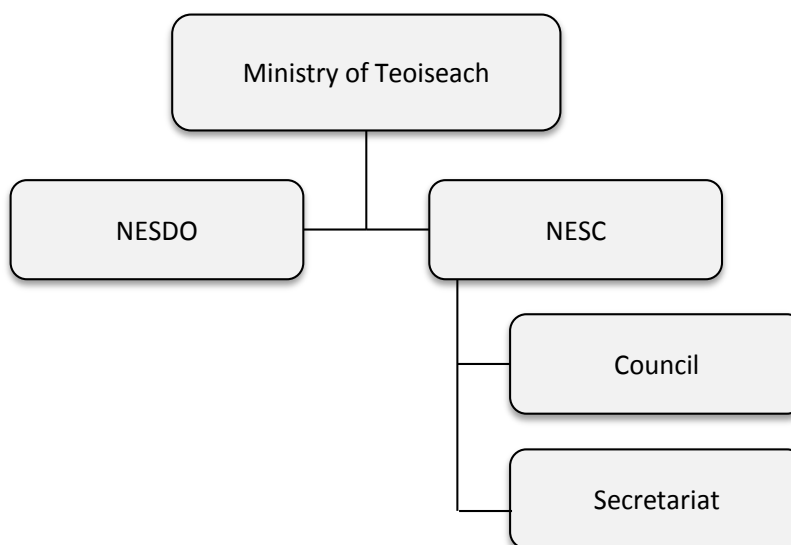 Ministry of Teoiseach
NESDO
NESC
Council
Secretariat